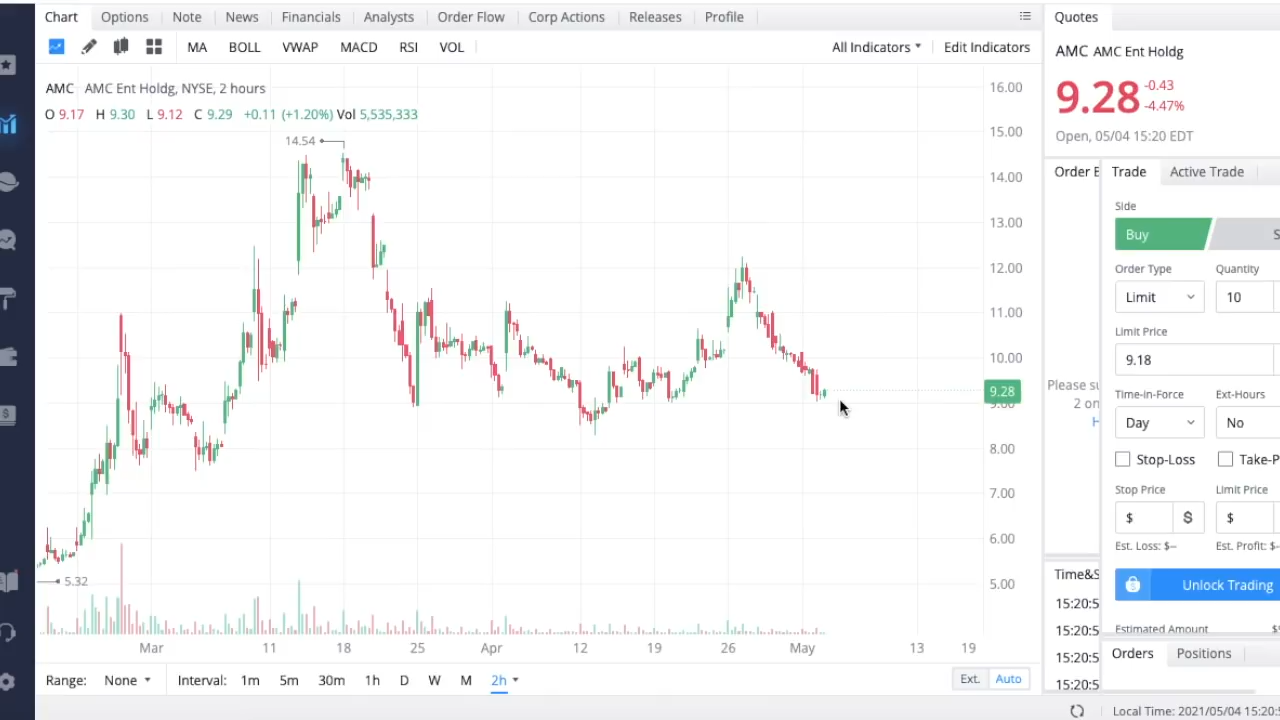 Chart Options Note News Financials Analysts Order Flow Corp Actions Releases Profile
MA BOLL VWAP MACD RSI VOL All Indicators Edit Indicators
AMC AMC Ent Holdg, NYSE, 2 hours
O 9.17 H 9.30 L 9.12 C 9.29 +0.11 (+1.20%) Vol 5,535,333
14.54
5.32
16.00
15.00
14.00
13.00
12.00
11.00
10.00
9.28
9.00
8.00
7.00
6.00
5.00
Mar 11 18 25 Apr 12 19 26 May 13 19
Range: None Interval: 1m 5m 30m 1h D W M 2h Ext. Auto
Quotes
AMC AMC Ent Holdg
9.28
-0.43
-4.47%
Open, 05/04 15:20 EDT
Order E
Please su
2 on
H
Time&S
15:20:5
15:20:5
15:20:5
15:20:5
Trade Active Trade
Side
Buy S
Order Type Quantity
Limit 10
Limit Price
9.18
Time-in-Force Ext-Hours
Day No
Stop-Loss Take-P
Stop Price Limit Price
$ $ $
Est. Loss: $-- Est. Profit: $-
Unlock Trading
Estimated Amount $
Orders Positions
Local Time: 2021/05/04 15:20:5